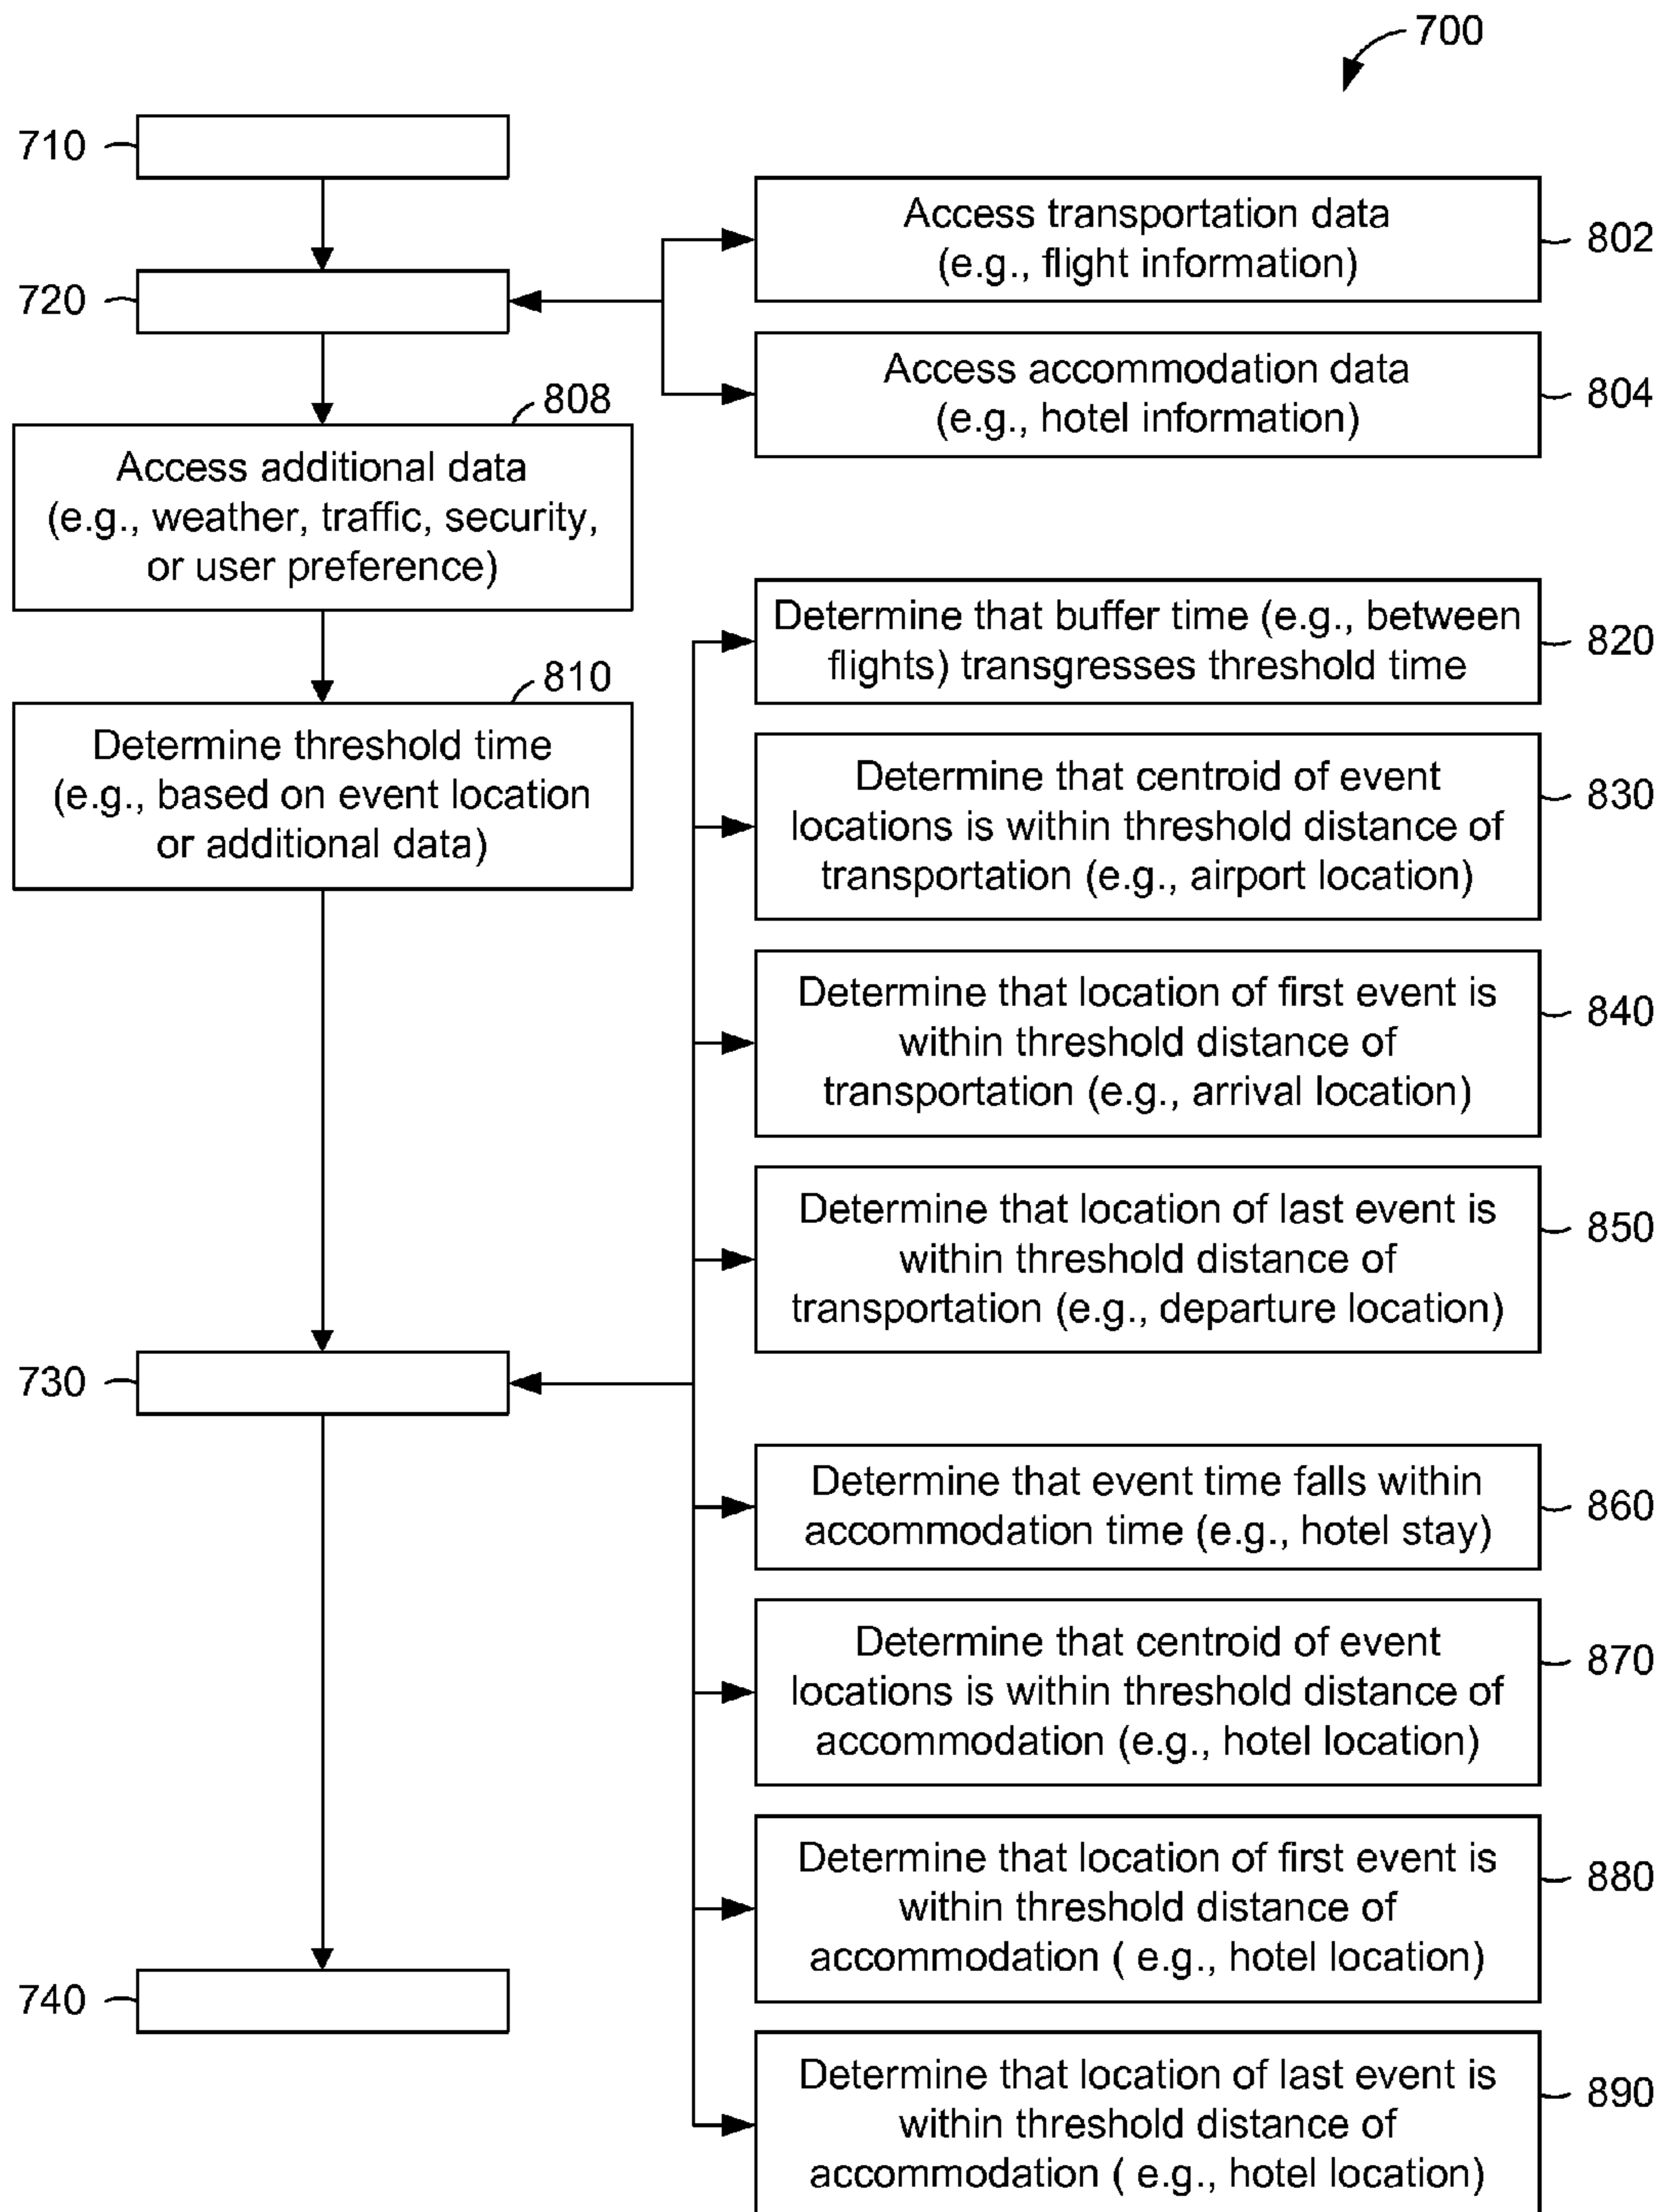 700
710
720
Access transportation data
(e.g., flight information)
802
Access accommodation data
(e.g., hotel information)
804
808
Access additional data
(e.g., weather, traffic, security,
or user preference)
810
Determine threshold time
(e.g., based on event location
or additional data)
Determine that buffer time (e.g., between
flights) transgresses threshold time
820
Determine that centroid of event
locations is within threshold distance of
transportation (e.g., airport location)
830
Determine that location of first event is
within threshold distance of
transportation (e.g., arrival location)
840
Determine that location of last event is
within threshold distance of
transportation (e.g., departure location)
850
730
Determine that event time falls within
accommodation time (e.g., hotel stay)
860
Determine that centroid of event
locations is within threshold distance of
accommodation (e.g., hotel location)
870
Determine that location of first event is
within threshold distance of
accommodation ( e.g., hotel location)
880
740
Determine that location of last event is
within threshold distance of
accommodation ( e.g., hotel location)
890